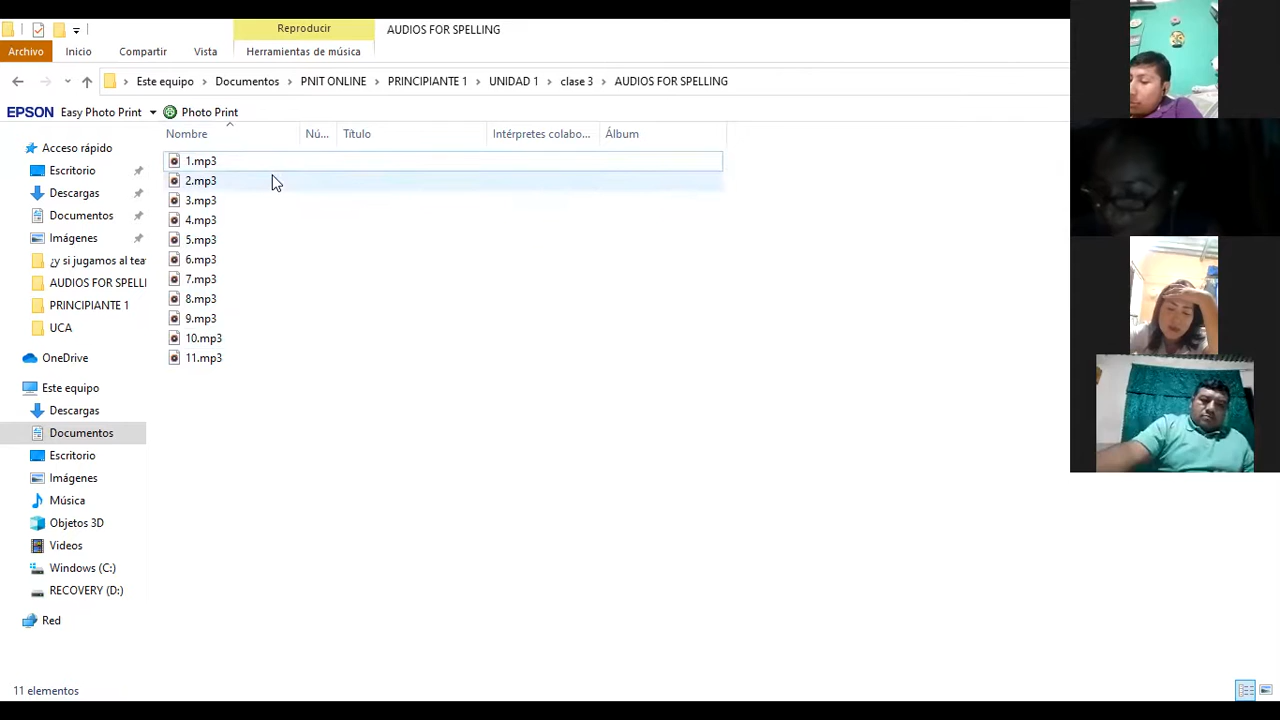 Reproducir
AUDIOS FOR SPELLING
Archivo
Inicio
Compartir
Vista
Herramientas de música
Este equipo
Documentos
PNIT ONLINE
PRINCIPIANTE 1
UNIDAD 1
clase 3
AUDIOS FOR SPELLING
EPSON
Easy Photo Print
Photo Print
Nombre
Nú...
Título
Intérpretes colabo...
Álbum
Acceso rápido
Escritorio
Descargas
Documentos
Imágenes
¿y si jugamos al tea
AUDIOS FOR SPELLI
PRINCIPIANTE 1
UCA
OneDrive
Este equipo
Descargas
Documentos
Escritorio
Imágenes
Música
Objetos 3D
Videos
Windows (C:)
RECOVERY (D:)
Red
1.mp3
2.mp3
3.mp3
4.mp3
5.mp3
6.mp3
7.mp3
8.mp3
9.mp3
10.mp3
11.mp3
11 elementos